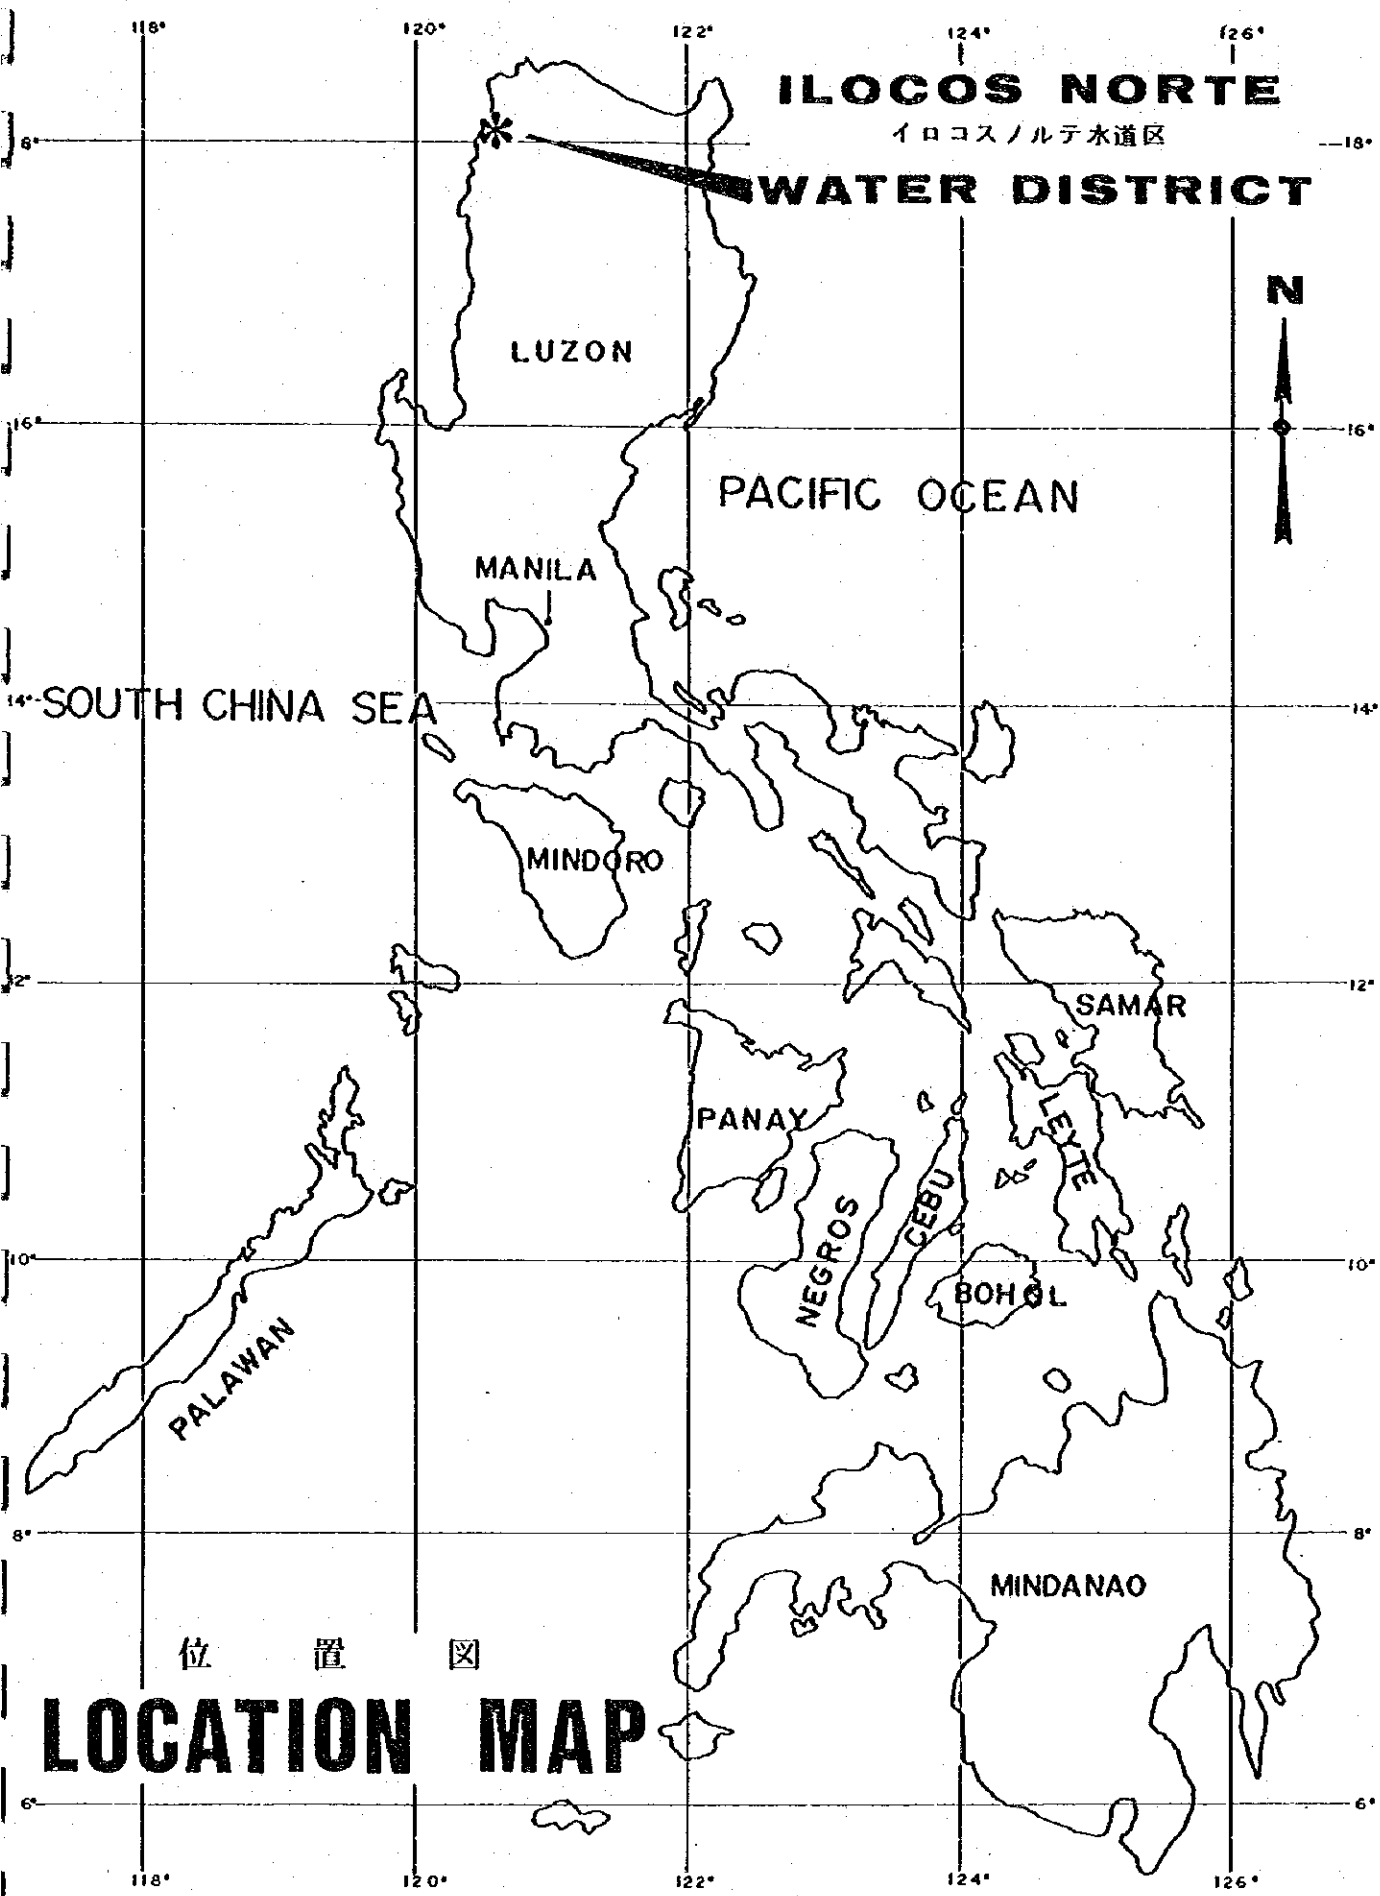 118° 120° 122° 124° 126°
ILOCOS NORTE
イロコスノルテ水道区
8° 18°
WATER DISTRICT
N
LUZON
16° 16°
PACIFIC OCEAN
MANILA
14° SOUTH CHINA SEA 14°
MINDORO
12° 12°
SAMAR
PANAY
LEYTE
CEBU
NEGROS
10° 10°
BOHOL
PALAWAN
8° 8°
MINDANAO
位置図
LOCATION MAP
6° 6°
118° 120° 122° 124° 126°